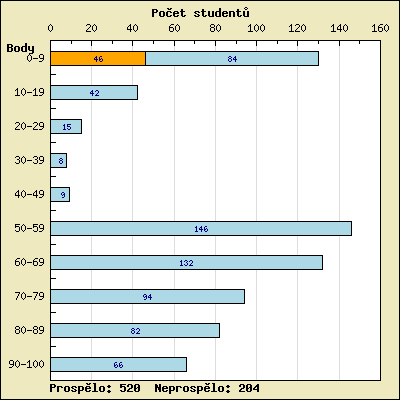 Počet studentů
0 20 40 60 80 100 120 140 160
Body
0-9 46 84
10-19 42
20-29 15
30-39 8
40-49 9
50-59 146
60-69 132
70-79 94
80-89 82
90-100 66
Prospělo: 520 Neprospělo: 204